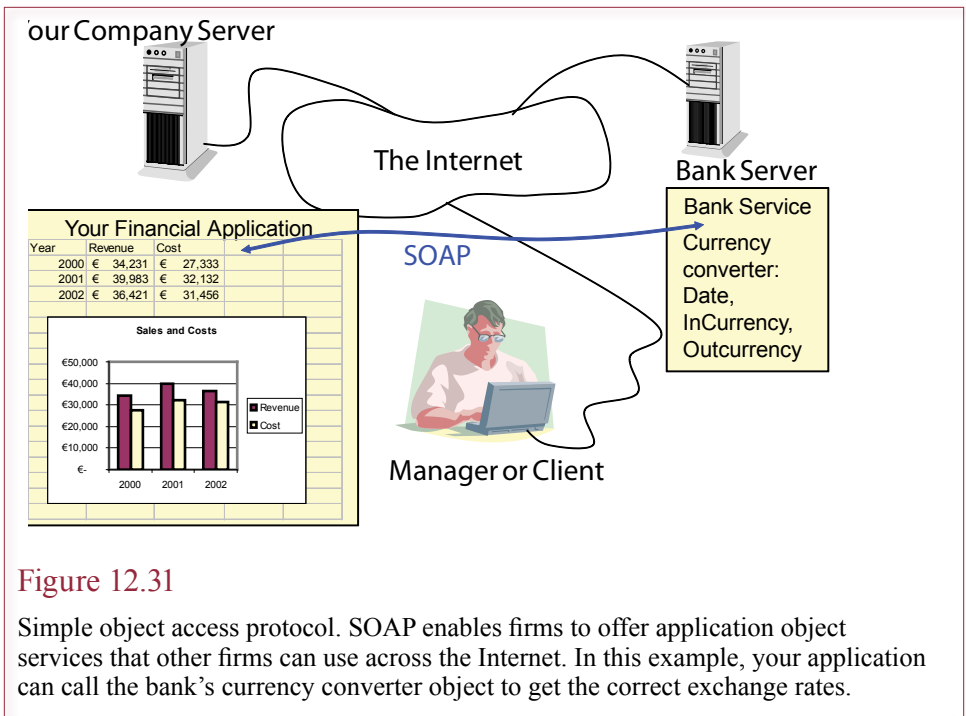 our Company Server
The Internet
Bank Server
Your Financial Application
Year Revenue Cost
2000 € 34,231 € 27,333
2001 € 39,983 € 32,132
2002 € 36,421 € 31,456
SOAP
Bank Service
Currency
converter:
Date,
InCurrency,
Outcurrency
Sales and Costs
€50,000
€40,000
€30,000
€20,000
€10,000
€-
2000 2001 2002
Revenue
Cost
Manager or Client
Figure 12.31
Simple object access protocol. SOAP enables firms to offer application object
services that other firms can use across the Internet. In this example, your application
can call the bank's currency converter object to get the correct exchange rates.